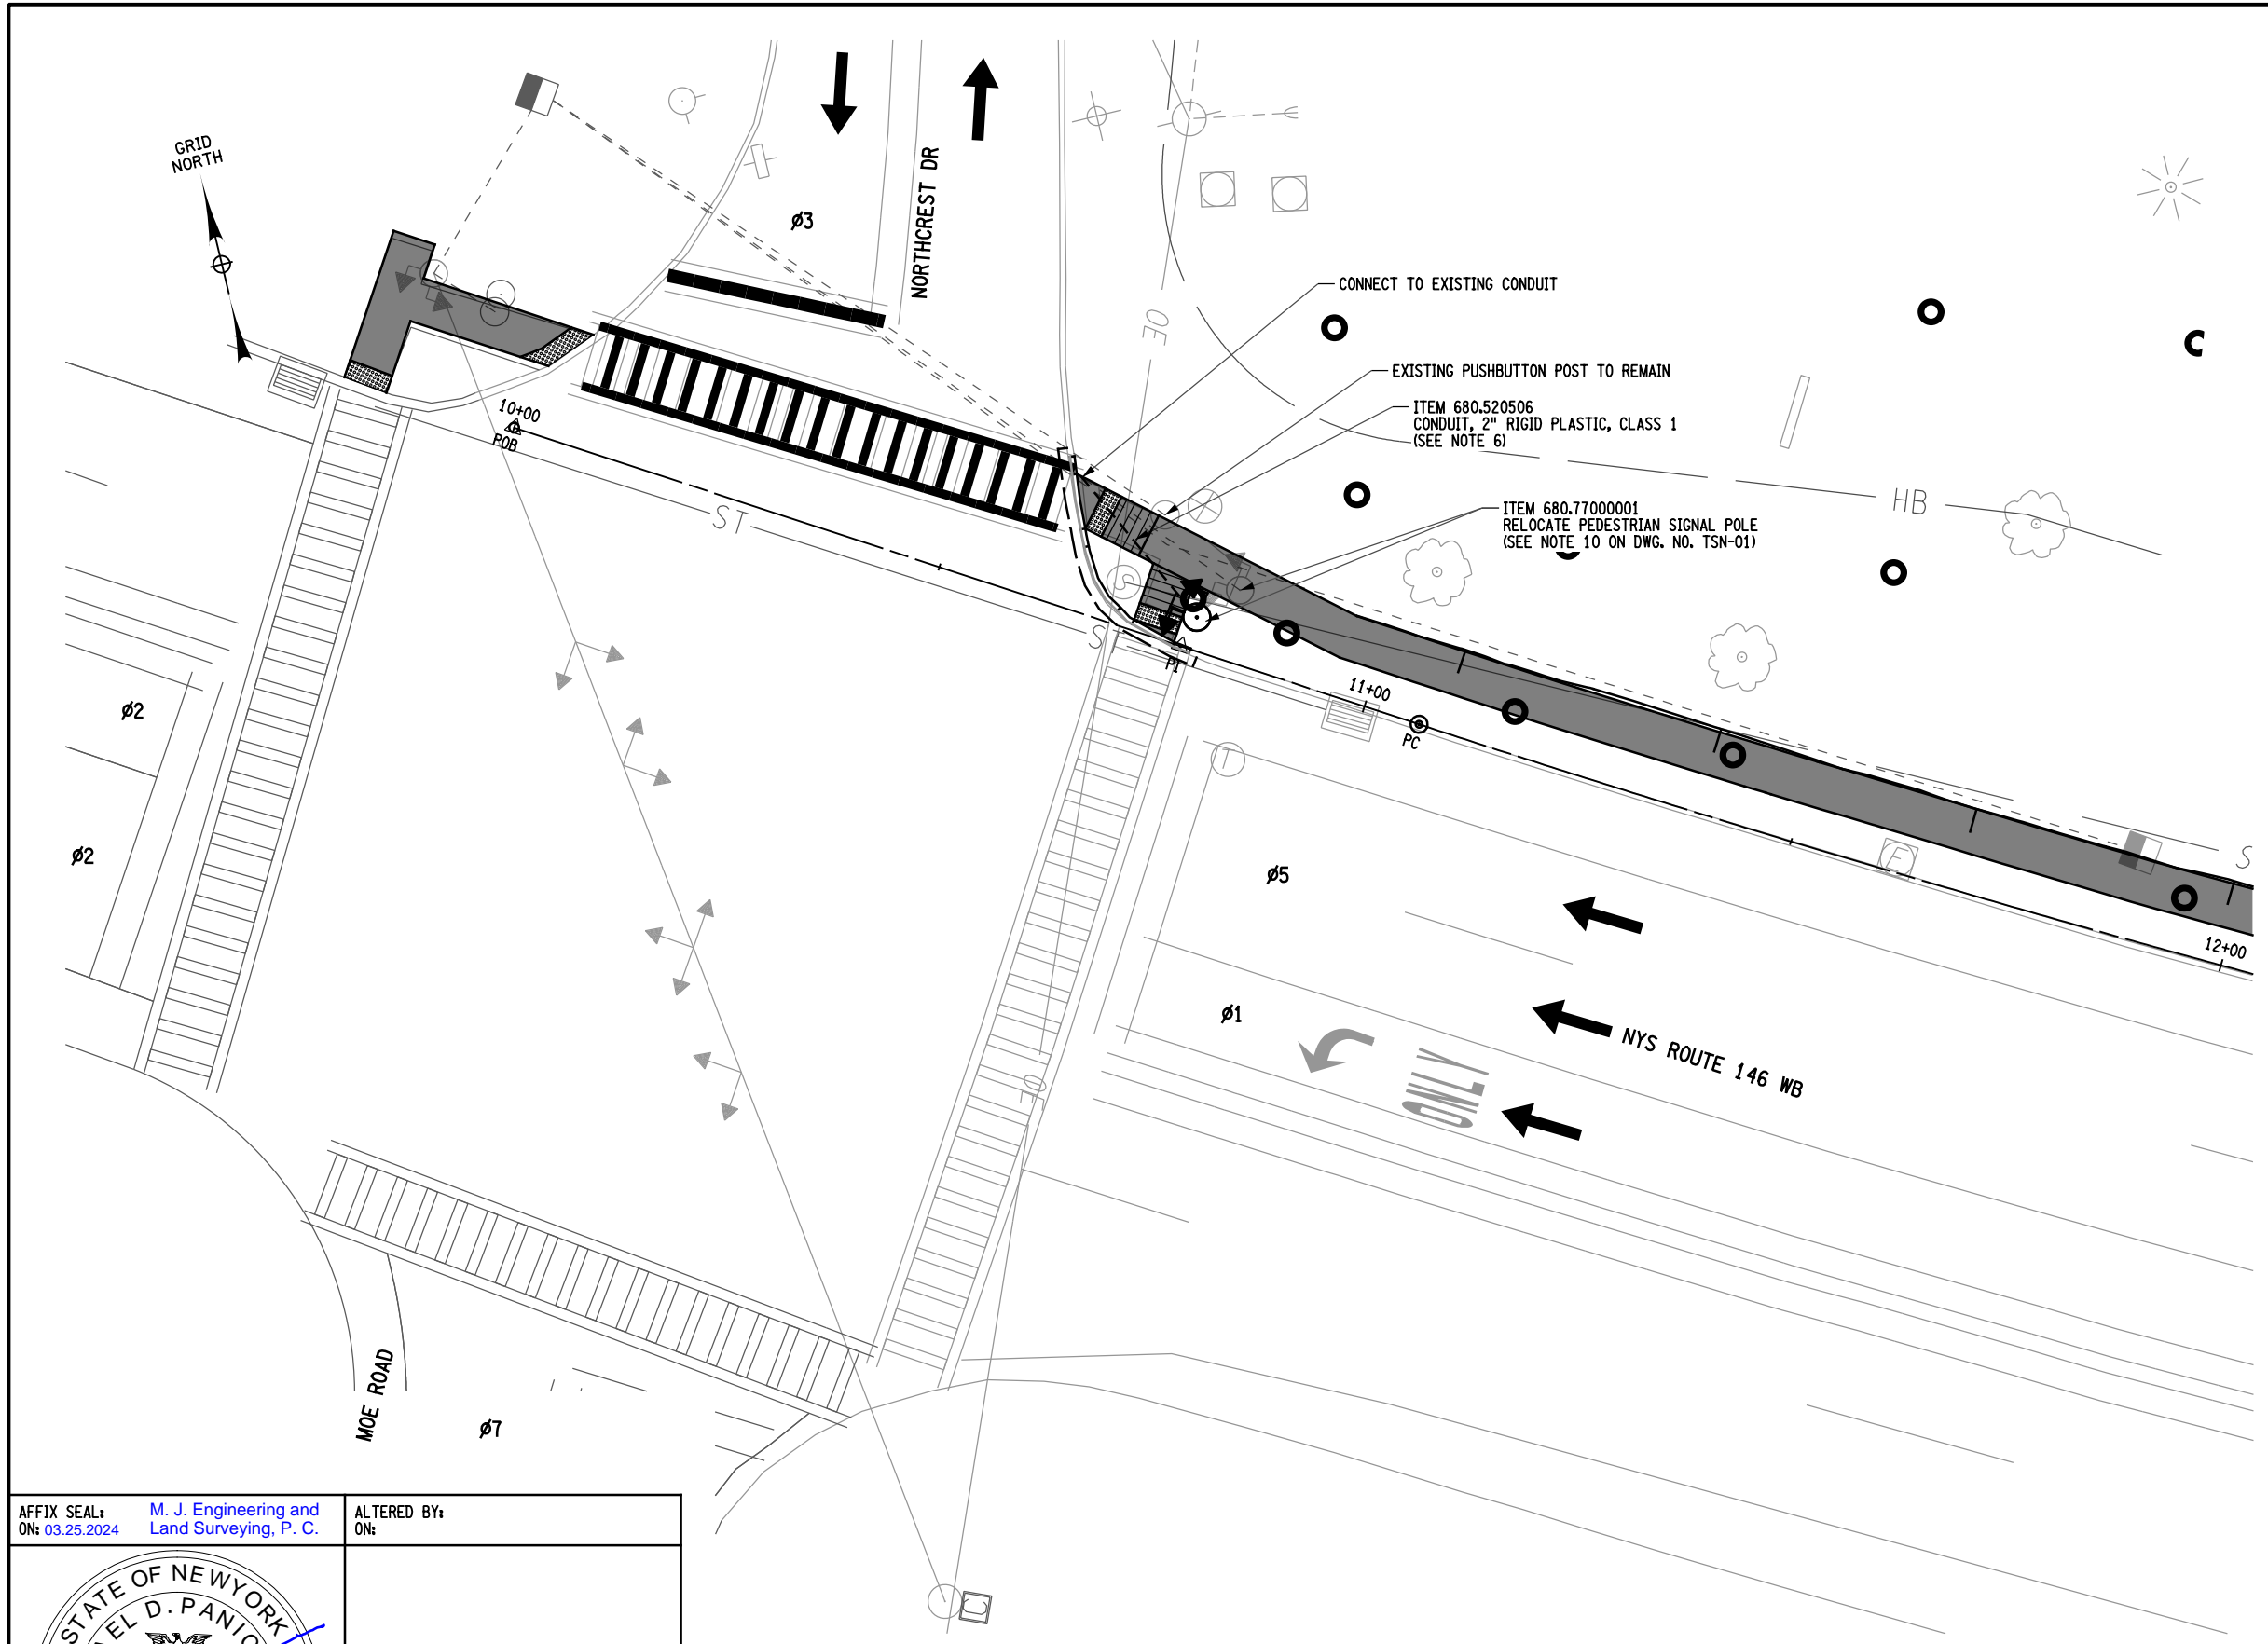 GRID
NORTH
NORTHCREST DR
ø3
CONNECT TO EXISTING CONDUIT
EXISTING PUSHBUTTON POST TO REMAIN
ITEM 680.520506
CONDUIT, 2" RIGID PLASTIC, CLASS 1
(SEE NOTE 6)
ITEM 680.77000001
RELOCATE PEDESTRIAN SIGNAL POLE
(SEE NOTE 10 ON DWG. NO. TSN-01)
HB
10+00
POB
ST
S
PI
11+00
PC
T
S
12+00
ø2
ø2
ø5
ø1
ONLY
NYS ROUTE 146 WB
MOE ROAD
ø7
C
AFFIX SEAL: M. J. Engineering and
ON: 03.25.2024 Land Surveying, P. C.
ALTERED BY:
ON:
STATE OF NEW YORK
EL D. PANIC